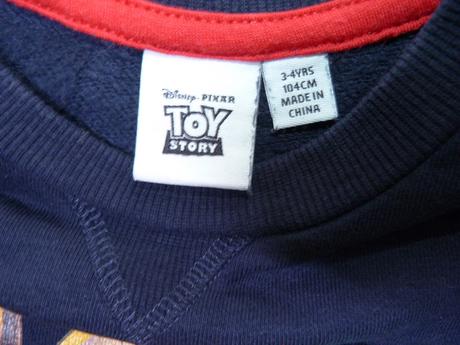 Disney · PIXAR
TOY
STORY
3-4YRS
104CM
MADE IN
CHINA